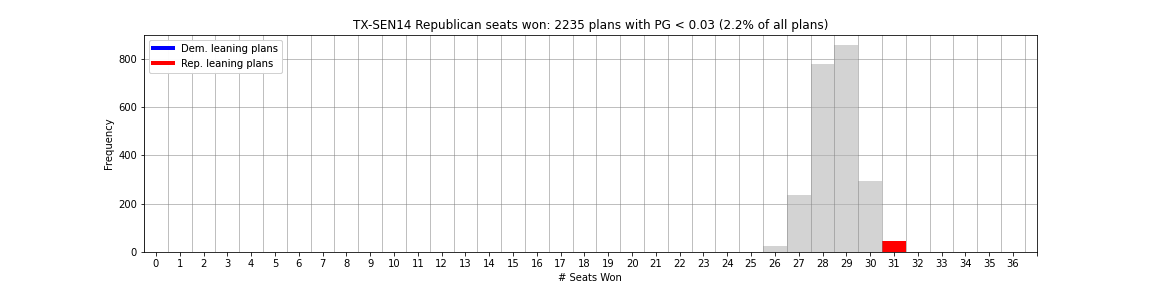 TX-SEN14 Republican seats won: 2235 plans with PG < 0.03 (2.2% of all plans)
Dem. leaning plans
Rep. leaning plans
800
600
400
200
0
Frequency
0 1 2 3 4 5 6 7 8 9 10 11 12 13 14 15 16 17 18 19 20 21 22 23 24 25 26 27 28 29 30 31 32 33 34 35 36
# Seats Won